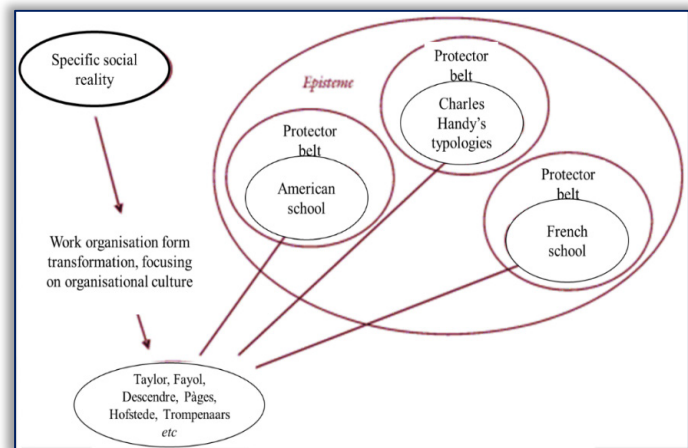 Specific social
reality
Episteme
Protector
belt
Charles
Handy's
typologies
Protector
belt
American
school
Protector
belt
French
school
Work organisation form
transformation, focusing
on organisational culture
Taylor, Fayol,
Descendre, Pàges,
Hofstede, Trompenaars
etc